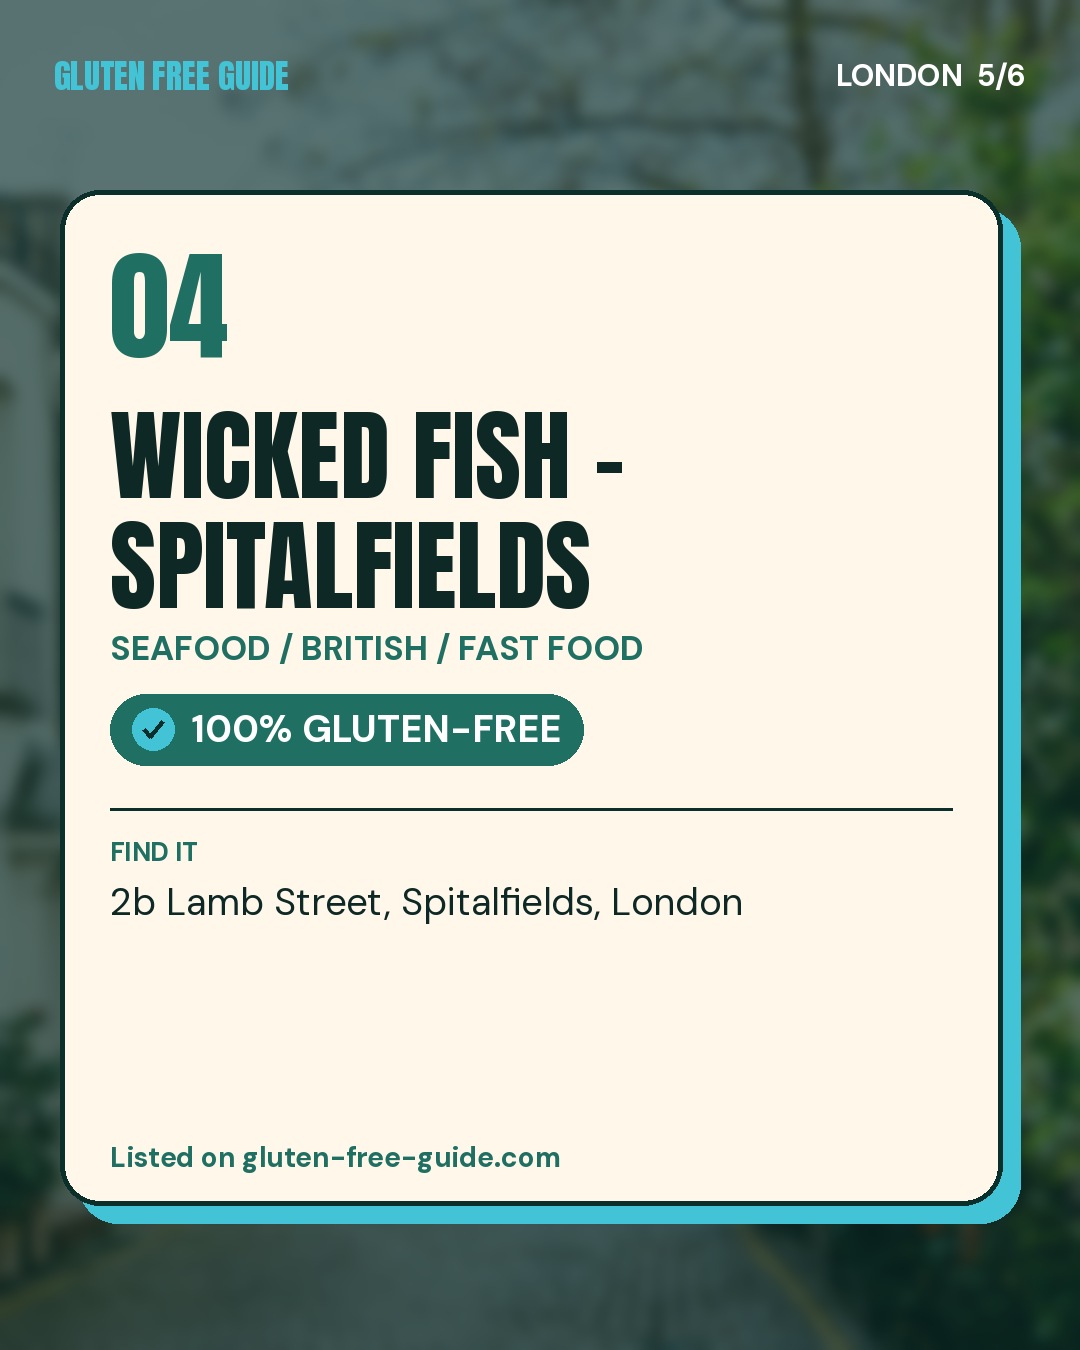 GLUTEN FREE GUIDE
LONDON 5/6
04
WICKED FISH -
SPITALFIELDS
SEAFOOD / BRITISH / FAST FOOD
100% GLUTEN-FREE
FIND IT
2b Lamb Street, Spitalfields, London
Listed on gluten-free-guide.com